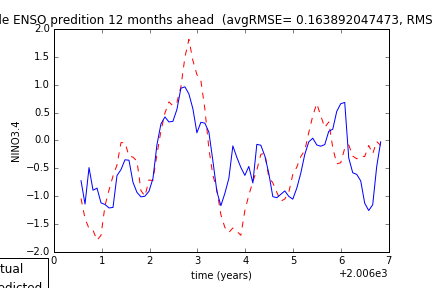 le ENSO predition 12 months ahead (avgRMSE= 0.163892047473, RMS
2.0
1.5
1.0
0.5
0.0
−0.5
−1.0
−1.5
−2.0
NINO3.4
0 1 2 3 4 5 6 7
+2.006e3
time (years)
tual
edicted